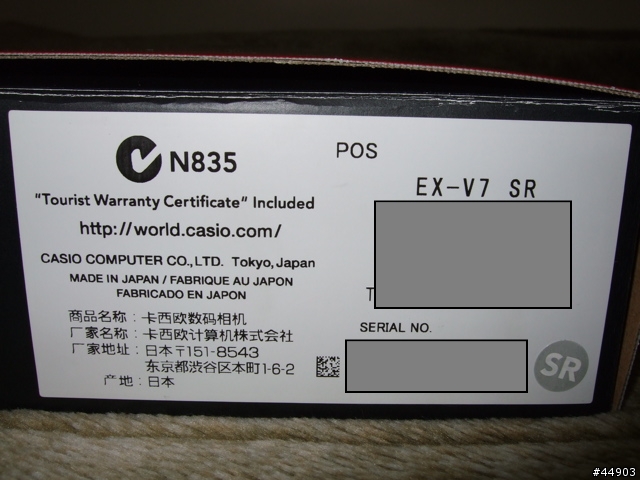 N835
"Tourist Warranty Certificate" Included
http://world.casio.com/
CASIO COMPUTER CO.,LTD. Tokyo,Japan
MADE IN JAPAN / FABRIQUE AU JAPON
FABRICADO EN JAPON
商品名称：卡西欧数码相机
厂家名称：卡西欧计算机株式会社
厂家地址：日本〒151-8543
东京都渋谷区本町1-6-2
产地：日本
POS
EX-V7 SR
T
SERIAL NO.
SR
#44903